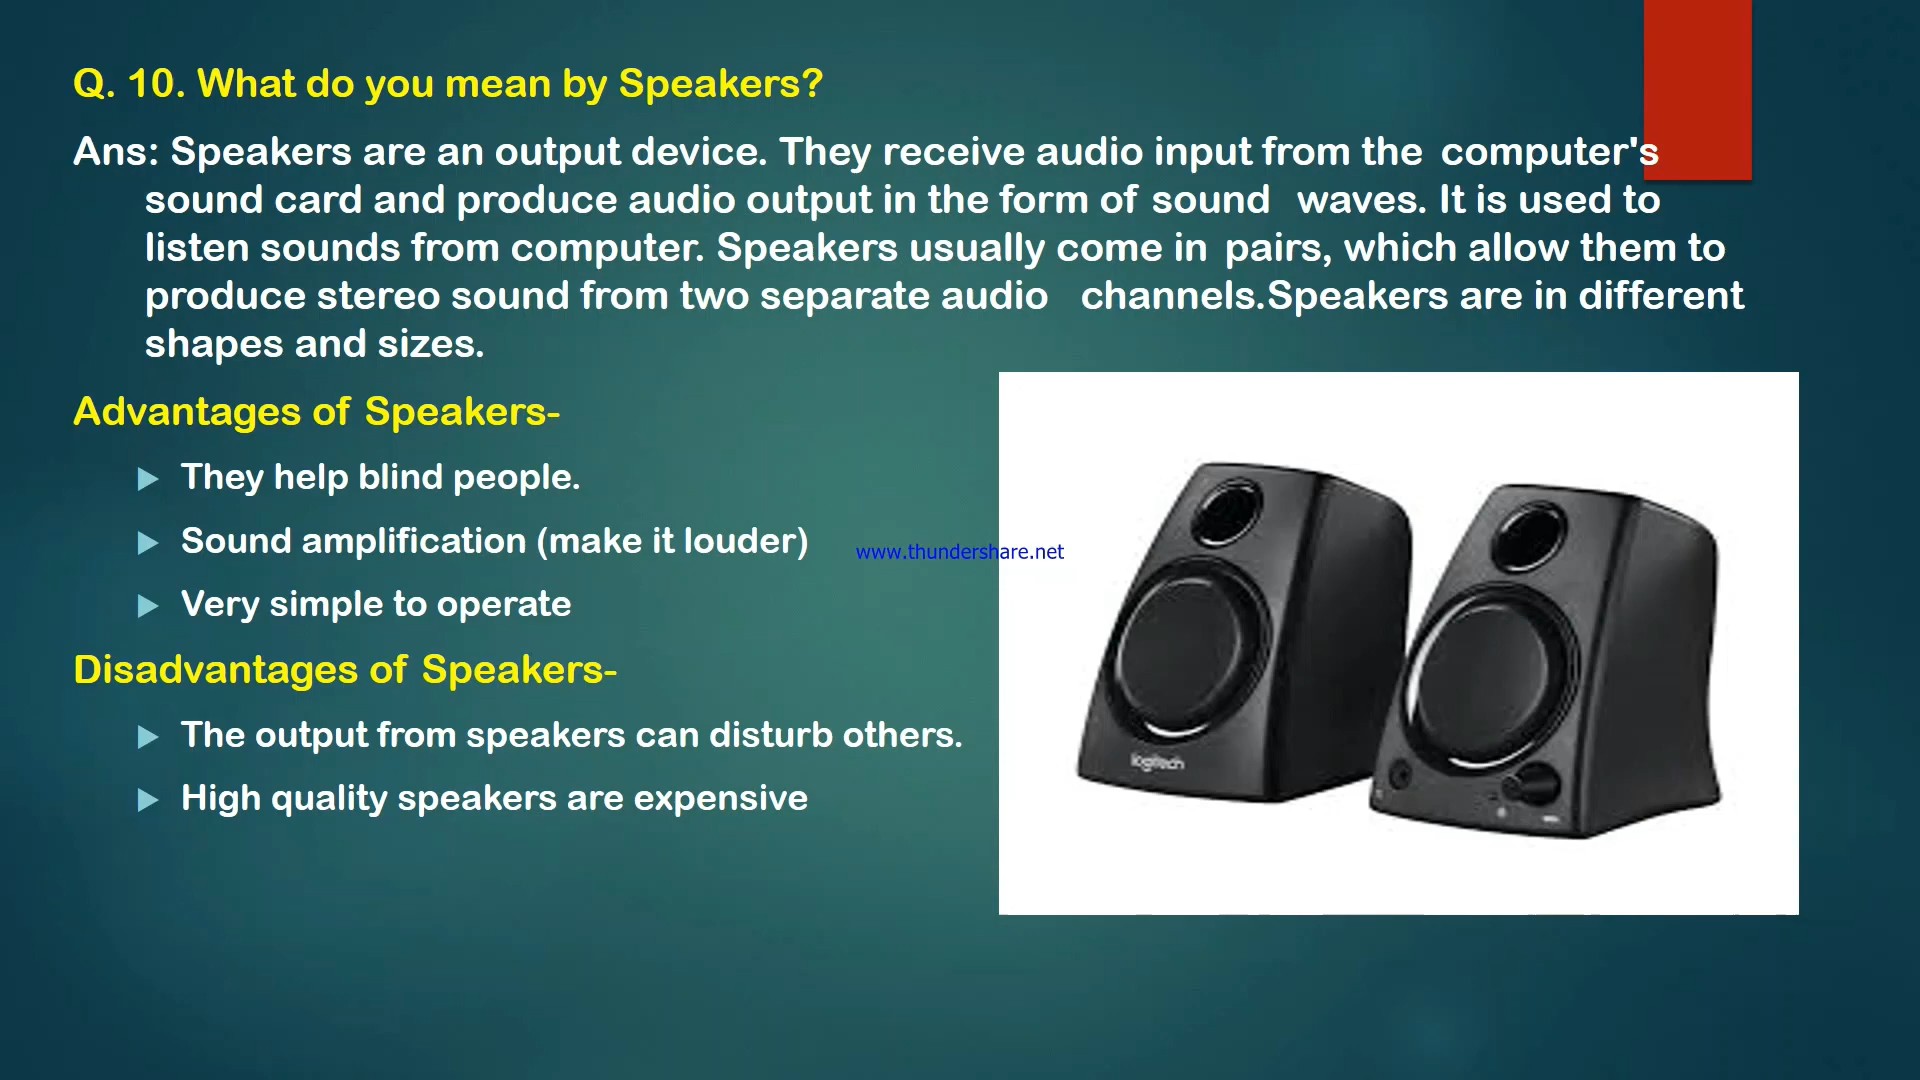 Q. 10. What do you mean by Speakers?
Ans: Speakers are an output device. They receive audio input from the computer's
sound card and produce audio output in the form of sound waves. It is used to
listen sounds from computer. Speakers usually come in pairs, which allow them to
produce stereo sound from two separate audio channels.Speakers are in different
shapes and sizes.
Advantages of Speakers-
They help blind people.
Sound amplification (make it louder)
www.thundershare.net
Very simple to operate
Disadvantages of Speakers-
The output from speakers can disturb others.
High quality speakers are expensive
logitech